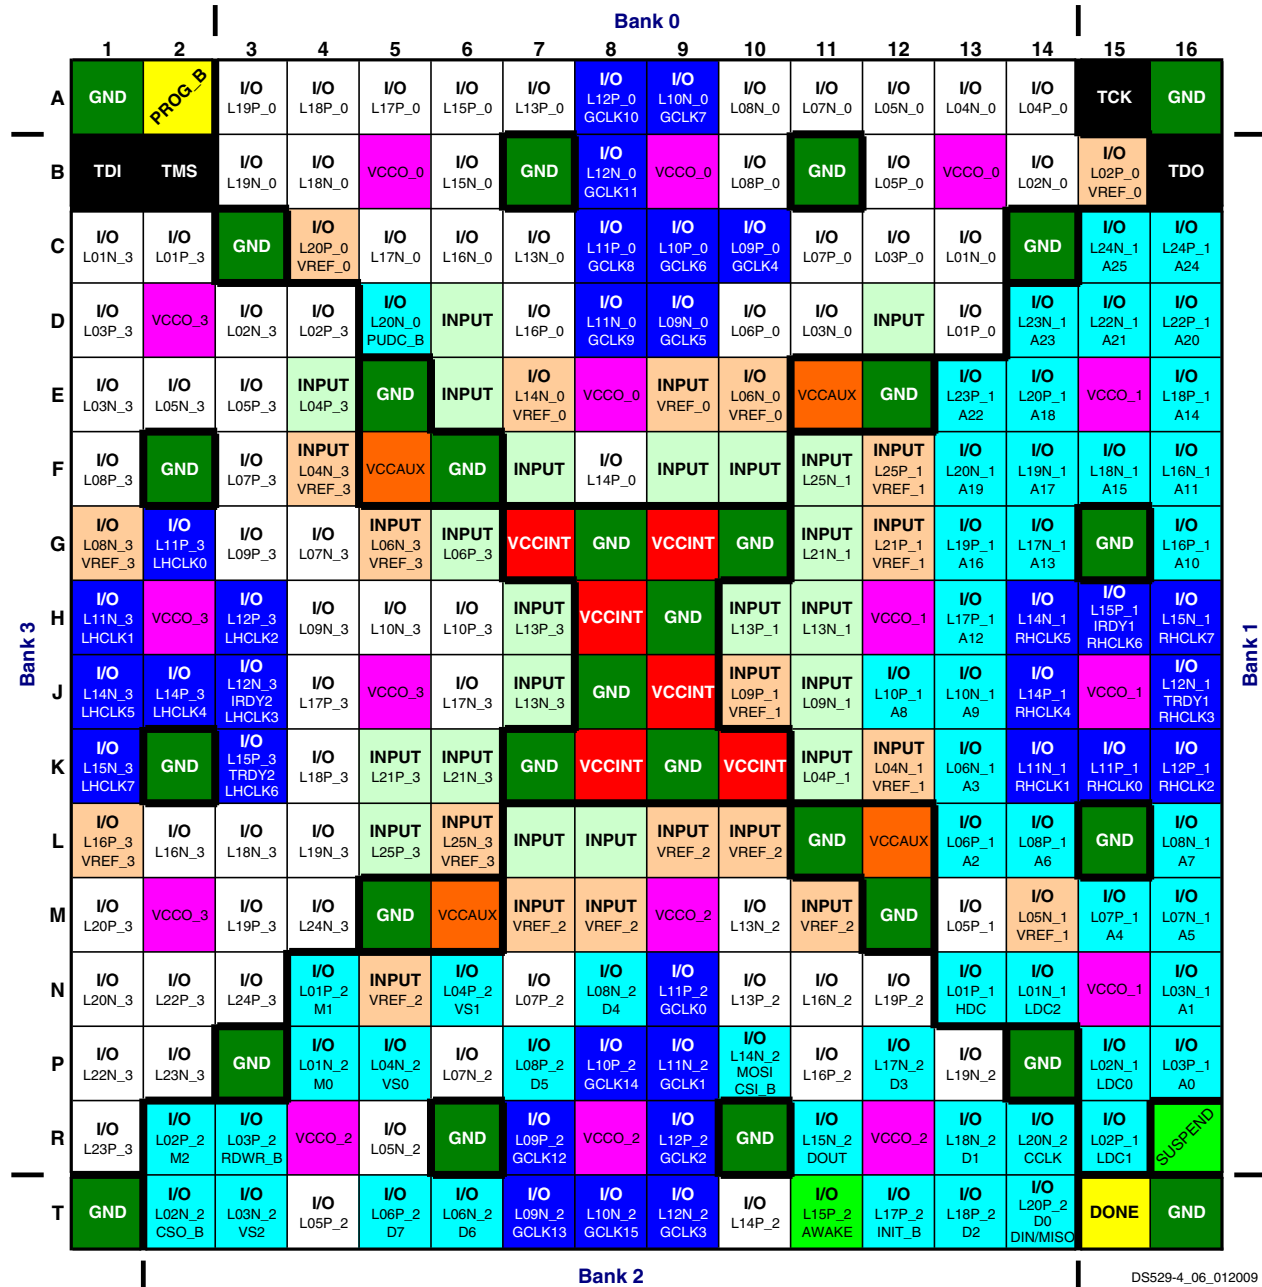 Bank 0
1 2 3 4 5 6 7 8 9 10 11 12 13 14 15 16
A
GND
PROG_B
I/O L19P_0
I/O L18P_0
I/O L17P_0
I/O L15P_0
I/O L13P_0
I/O L12P_0 GCLK10
I/O L10N_0 GCLK7
I/O L08N_0
I/O L07N_0
I/O L05N_0
I/O L04N_0
I/O L04P_0
TCK
GND
B
TDI
TMS
I/O L19N_0
I/O L18N_0
VCCO_0
I/O L15N_0
GND
I/O L12N_0 GCLK11
VCCO_0
I/O L08P_0
GND
I/O L05P_0
VCCO_0
I/O L02N_0
I/O L02P_0 VREF_0
TDO
C
I/O L01N_3
I/O L01P_3
GND
I/O L20P_0 VREF_0
I/O L17N_0
I/O L16N_0
I/O L13N_0
I/O L11P_0 GCLK8
I/O L10P_0 GCLK6
I/O L09P_0 GCLK4
I/O L07P_0
I/O L03P_0
I/O L01N_0
GND
I/O L24N_1 A25
I/O L24P_1 A24
D
I/O L03P_3
VCCO_3
I/O L02N_3
I/O L02P_3
I/O L20N_0 PUDC_B
INPUT
I/O L16P_0
I/O L11N_0 GCLK9
I/O L09N_0 GCLK5
I/O L06P_0
I/O L03N_0
INPUT
I/O L01P_0
I/O L23N_1 A23
I/O L22N_1 A21
I/O L22P_1 A20
E
I/O L03N_3
I/O L05N_3
I/O L05P_3
INPUT L04P_3
GND
INPUT
I/O L14N_0 VREF_0
VCCO_0
INPUT VREF_0
I/O L06N_0 VREF_0
VCCAUX
GND
I/O L23P_1 A22
I/O L20P_1 A18
VCCO_1
I/O L18P_1 A14
F
I/O L08P_3
GND
I/O L07P_3
INPUT L04N_3 VREF_3
VCCAUX
GND
INPUT
I/O L14P_0
INPUT
INPUT
INPUT L25N_1
INPUT L25P_1 VREF_1
I/O L20N_1 A19
I/O L19N_1 A17
I/O L18N_1 A15
I/O L16N_1 A11
G
I/O L08N_3 VREF_3
I/O L11P_3 LHCLK0
I/O L09P_3
I/O L07N_3
INPUT L06N_3 VREF_3
INPUT L06P_3
VCCINT
GND
VCCINT
GND
INPUT L21N_1
INPUT L21P_1 VREF_1
I/O L19P_1 A16
I/O L17N_1 A13
GND
I/O L16P_1 A10
H
I/O L11N_3 LHCLK1
VCCO_3
I/O L12P_3 LHCLK2
I/O L09N_3
I/O L10N_3
I/O L10P_3
INPUT L13P_3
VCCINT
GND
INPUT L13P_1
INPUT L13N_1
VCCO_1
I/O L17P_1 A12
I/O L14N_1 RHCLK5
I/O L15P_1 IRDY1 RHCLK6
I/O L15N_1 RHCLK7
J
I/O L14N_3 LHCLK5
I/O L14P_3 LHCLK4
I/O L12N_3 IRDY2 LHCLK3
I/O L17P_3
VCCO_3
I/O L17N_3
INPUT L13N_3
GND
VCCINT
INPUT L09P_1 VREF_1
INPUT L09N_1
I/O L10P_1 A8
I/O L10N_1 A9
I/O L14P_1 RHCLK4
VCCO_1
I/O L12N_1 TRDY1 RHCLK3
K
I/O L15N_3 LHCLK7
GND
I/O L15P_3 TRDY2 LHCLK6
I/O L18P_3
INPUT L21P_3
INPUT L21N_3
GND
VCCINT
GND
VCCINT
INPUT L04P_1
INPUT L04N_1 VREF_1
I/O L06N_1 A3
I/O L11N_1 RHCLK1
I/O L11P_1 RHCLK0
I/O L12P_1 RHCLK2
L
I/O L16P_3 VREF_3
I/O L16N_3
I/O L18N_3
I/O L19N_3
INPUT L25P_3
INPUT L25N_3 VREF_3
INPUT
INPUT
INPUT VREF_2
INPUT VREF_2
GND
VCCAUX
I/O L06P_1 A2
I/O L08P_1 A6
GND
I/O L08N_1 A7
M
I/O L20P_3
VCCO_3
I/O L19P_3
I/O L24N_3
GND
VCCAUX
INPUT VREF_2
INPUT VREF_2
VCCO_2
I/O L13N_2
INPUT VREF_2
GND
I/O L05P_1
I/O L05N_1 VREF_1
I/O L07P_1 A4
I/O L07N_1 A5
N
I/O L20N_3
I/O L22P_3
I/O L24P_3
I/O L01P_2 M1
INPUT VREF_2
I/O L04P_2 VS1
I/O L07P_2
I/O L08N_2 D4
I/O L11P_2 GCLK0
I/O L13P_2
I/O L16N_2
I/O L19P_2
I/O L01P_1 HDC
I/O L01N_1 LDC2
VCCO_1
I/O L03N_1 A1
P
I/O L22N_3
I/O L23N_3
GND
I/O L01N_2 M0
I/O L04N_2 VS0
I/O L07N_2
I/O L08P_2 D5
I/O L10P_2 GCLK14
I/O L11N_2 GCLK1
I/O L14N_2 MOSI CSI_B
I/O L16P_2
I/O L17N_2 D3
I/O L19N_2
GND
I/O L02N_1 LDC0
I/O L03P_1 A0
R
I/O L23P_3
I/O L02P_2 M2
I/O L03P_2 RDWR_B
VCCO_2
I/O L05N_2
GND
I/O L09P_2 GCLK12
VCCO_2
I/O L12P_2 GCLK2
GND
I/O L15N_2 DOUT
VCCO_2
I/O L18N_2 D1
I/O L20N_2 CCLK
I/O L02P_1 LDC1
SUSPEND
T
GND
I/O L02N_2 CSO_B
I/O L03N_2 VS2
I/O L05P_2
I/O L06P_2 D7
I/O L06N_2 D6
I/O L09N_2 GCLK13
I/O L10N_2 GCLK15
I/O L12N_2 GCLK3
I/O L14P_2
I/O L15P_2 AWAKE
I/O L17P_2 INIT_B
I/O L18P_2 D2
I/O L20P_2 D0 DIN/MISO
DONE
GND
Bank 3
Bank 1
Bank 2
DS529-4_06_012009